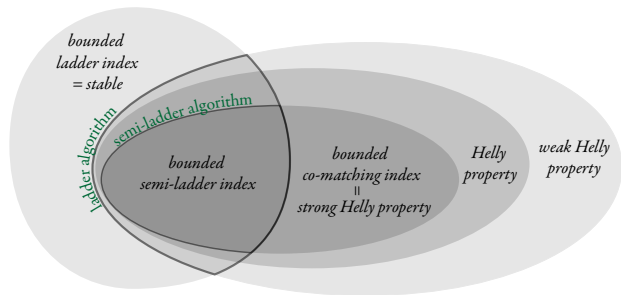 bounded
ladder index
= stable
ladder algorithm
semi-ladder algorithm
bounded
semi-ladder index
bounded
co-matching index
=
strong Helly property
Helly
property
weak Helly
property